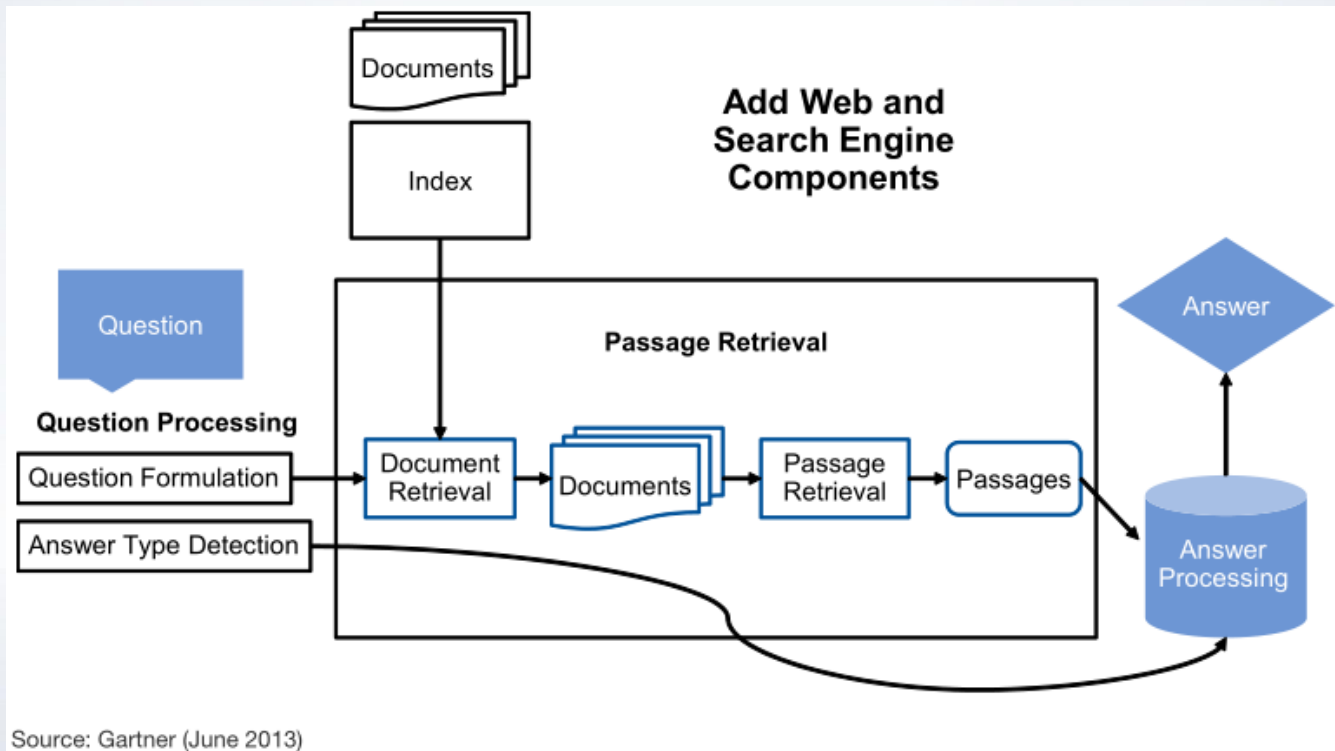 Documents
Add Web and
Search Engine
Components
Index
Question
Passage Retrieval
Answer
Question Processing
Question Formulation
Document
Retrieval
Documents
Passage
Retrieval
Passages
Answer Type Detection
Answer
Processing
Source: Gartner (June 2013)